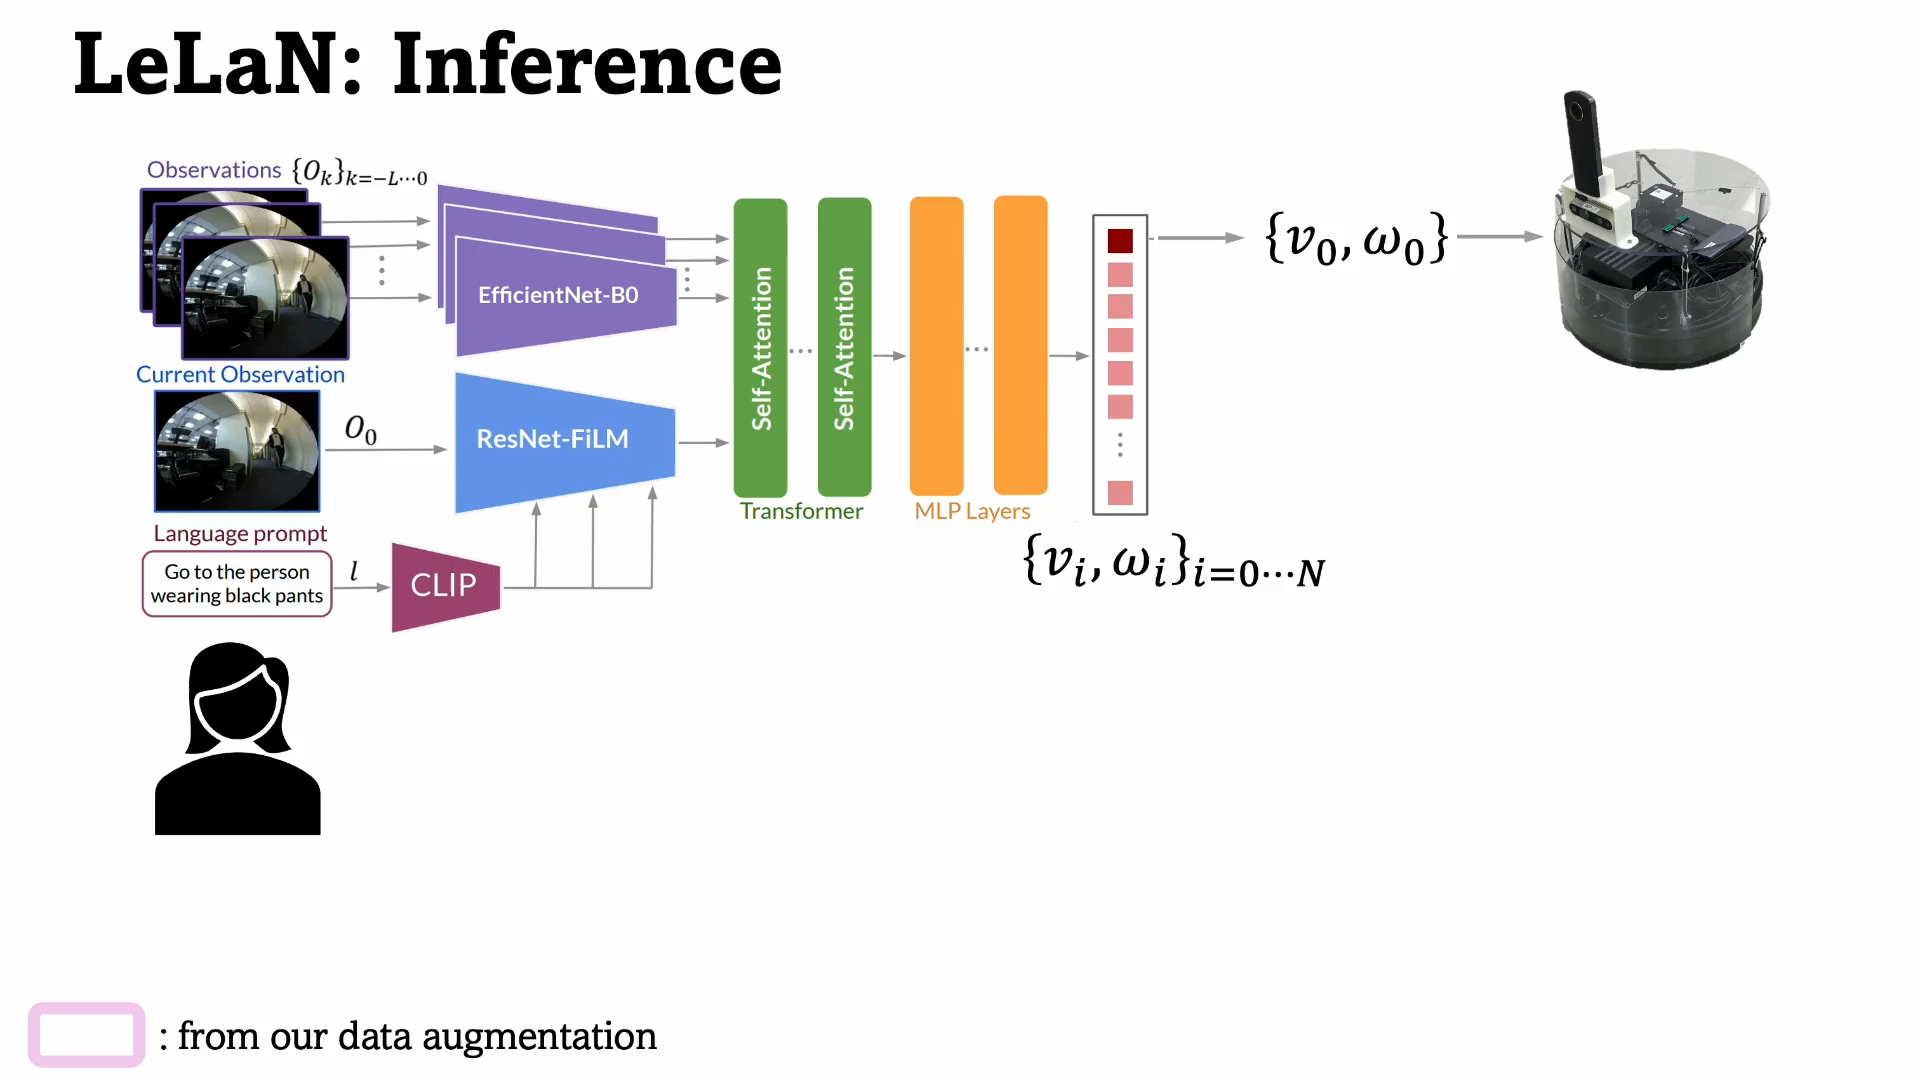 LeLaN: Inference
Observations {O_k}_{k=−L⋯0}
EfficientNet-B0
Current Observation
O_0
ResNet-FiLM
Language prompt
Go to the person
wearing black pants
l
CLIP
Self-Attention
...
Self-Attention
Transformer
...
MLP Layers
{v_0, ω_0}
{v_i, ω_i}_{i=0⋯N}
: from our data augmentation